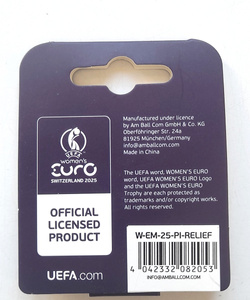 Manufactured under licence
by Am Ball Com GmbH & Co. KG
Oberföhringer Str. 24a
81925 München
info@amballcom.com
www.amballcom.com
Made in China
women's
EURO
SWITZERLAND 2025
The UEFA word, WOMEN'S EURO
word, UEFA WOMEN'S EURO Logo
and the UEFA WOMEN'S EURO
Trophy are each protected as
trademarks and/or copyright works.
All rights reserved.
OFFICIAL
LICENSED
PRODUCT
UEFA.com
W-EM-25-PI-RELIEF
4 042332 082053